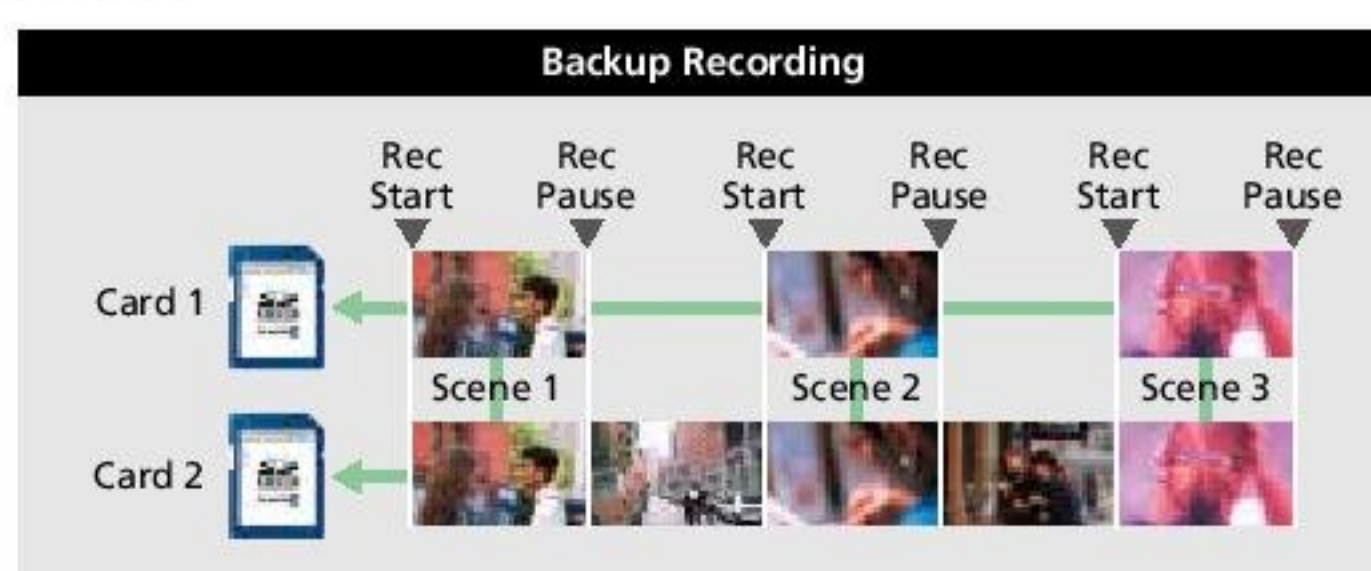 Backup Recording
Rec Start
Rec Pause
Rec Start
Rec Pause
Rec Start
Rec Pause
Card 1
Scene 1
Scene 2
Scene 3
Card 2